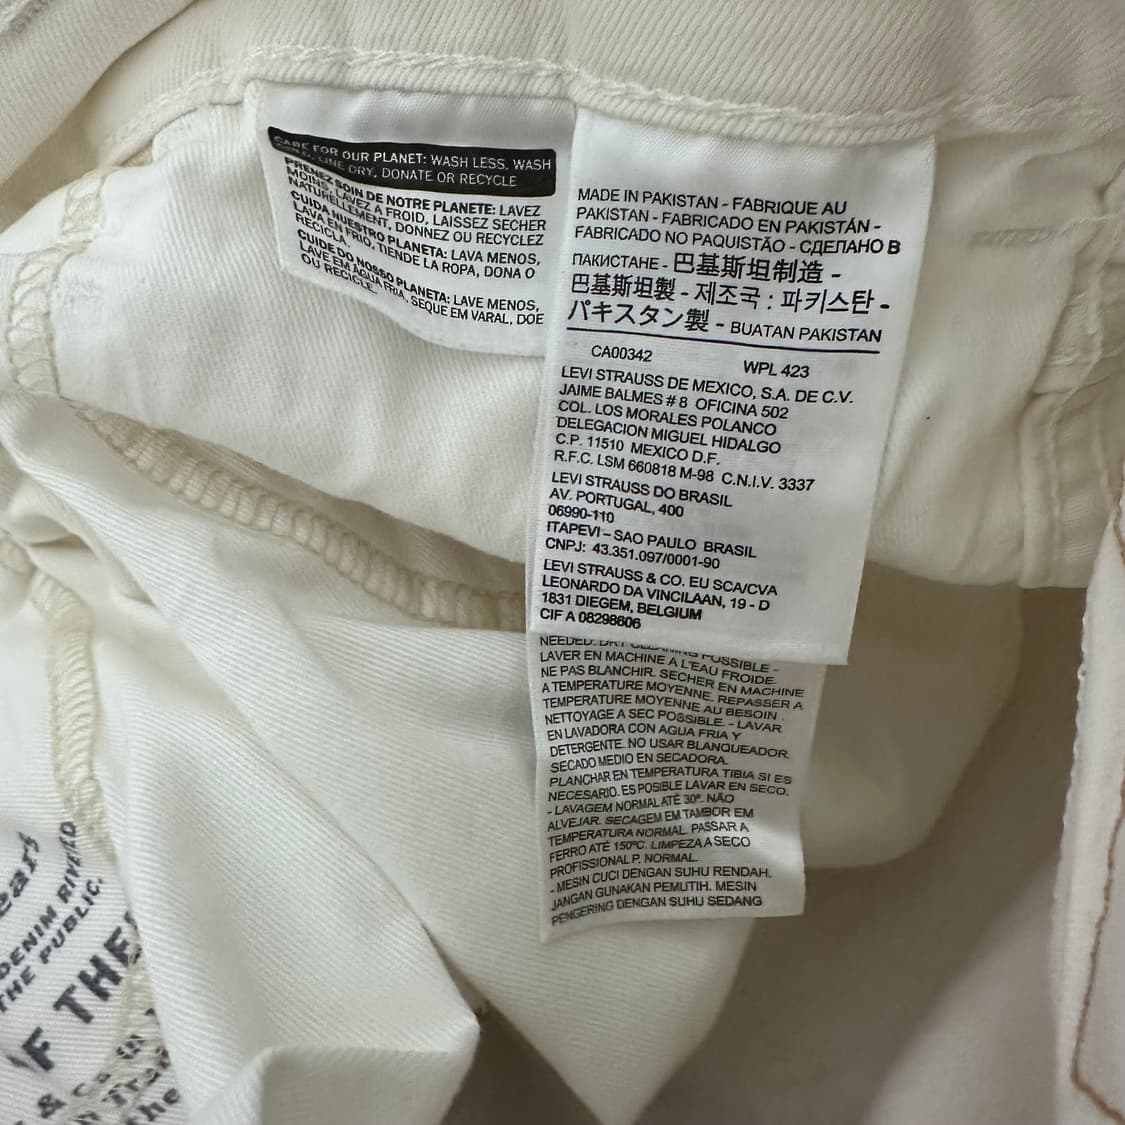 CARE FOR OUR PLANET: WASH LESS, WASH
COLD, LINE DRY, DONATE OR RECYCLE
PRENEZ SOIN DE NOTRE PLANETE: LAVEZ
MOINS, LAVEZ A FROID, LAISSEZ SECHER
NATURELLEMENT, DONNEZ OU RECYCLEZ
CUIDA NUESTRO PLANETA: LAVA MENOS,
LAVA EN FRIO, TIENDE LA ROPA, DONA O
RECICLA.
CUIDE DO NOSSO PLANETA: LAVE MENOS,
LAVE EM AGUA FRIA, SEQUE EM VARAL, DOE
OU RECICLE.
MADE IN PAKISTAN - FABRIQUE AU
PAKISTAN - FABRICADO EN PAKISTÁN -
FABRICADO NO PAQUISTÃO - СДЕЛАНО В
ПАКИСТАНЕ - 巴基斯坦制造 -
巴基斯坦製 - 제조국 : 파키스탄 -
パキスタン製 - BUATAN PAKISTAN
CA00342 WPL 423
LEVI STRAUSS DE MEXICO, S.A. DE C.V.
JAIME BALMES # 8 OFICINA 502
COL. LOS MORALES POLANCO
DELEGACION MIGUEL HIDALGO
C.P. 11510 MEXICO D.F.
R.F.C. LSM 660818 M-98 C.N.I.V. 3337
LEVI STRAUSS DO BRASIL
AV. PORTUGAL, 400
06990-110
ITAPEVI – SAO PAULO BRASIL
CNPJ: 43.351.097/0001-90
LEVI STRAUSS & CO. EU SCA/CVA
LEONARDO DA VINCILAAN, 19 - D
1831 DIEGEM, BELGIUM
CIF A 08298606
NEEDED. DRY CLEANING POSSIBLE -
LAVER EN MACHINE A L'EAU FROIDE.
NE PAS BLANCHIR. SECHER EN MACHINE
A TEMPERATURE MOYENNE. REPASSER A
TEMPERATURE MOYENNE AU BESOIN .
NETTOYAGE A SEC POSSIBLE. - LAVAR
EN LAVADORA CON AGUA FRIA Y
DETERGENTE. NO USAR BLANQUEADOR.
SECADO MEDIO EN SECADORA.
PLANCHAR EN TEMPERATURA TIBIA SI ES
NECESARIO. ES POSIBLE LAVAR EN SECO.
- LAVAGEM NORMAL ATÉ 30º. NÃO
ALVEJAR. SECAGEM EM TAMBOR EM
TEMPERATURA NORMAL. PASSAR A
FERRO ATÉ 150ºC. LIMPEZA A SECO
PROFISSIONAL P, NORMAL.
- MESIN CUCI DENGAN SUHU RENDAH.
JANGAN GUNAKAN PEMUTIH. MESIN
PENGERING DENGAN SUHU SEDANG
DENIM
THE PUBLIC.
F THE
& Co
the